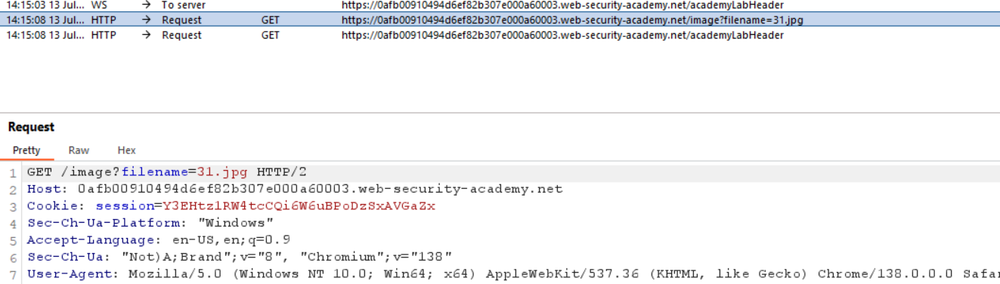 14:15:03 13 Jul... WS → To server https://0afb00910494d6ef82b307e000a60003.web-security-academy.net/academyLabHeader
14:15:08 13 Jul... HTTP → Request GET https://0afb00910494d6ef82b307e000a60003.web-security-academy.net/image?filename=31.jpg
14:15:08 13 Jul... HTTP → Request GET https://0afb00910494d6ef82b307e000a60003.web-security-academy.net/academyLabHeader
Request
Pretty Raw Hex
1 GET /image?filename=31.jpg HTTP/2
2 Host: 0afb00910494d6ef82b307e000a60003.web-security-academy.net
3 Cookie: session=Y3EHtzlRW4tcCQi6W6uBPoDzSxAVGaZx
4 Sec-Ch-Ua-Platform: "Windows"
5 Accept-Language: en-US,en;q=0.9
6 Sec-Ch-Ua: "Not)A;Brand";v="8", "Chromium";v="138"
7 User-Agent: Mozilla/5.0 (Windows NT 10.0; Win64; x64) AppleWebKit/537.36 (KHTML, like Gecko) Chrome/138.0.0.0 Safar